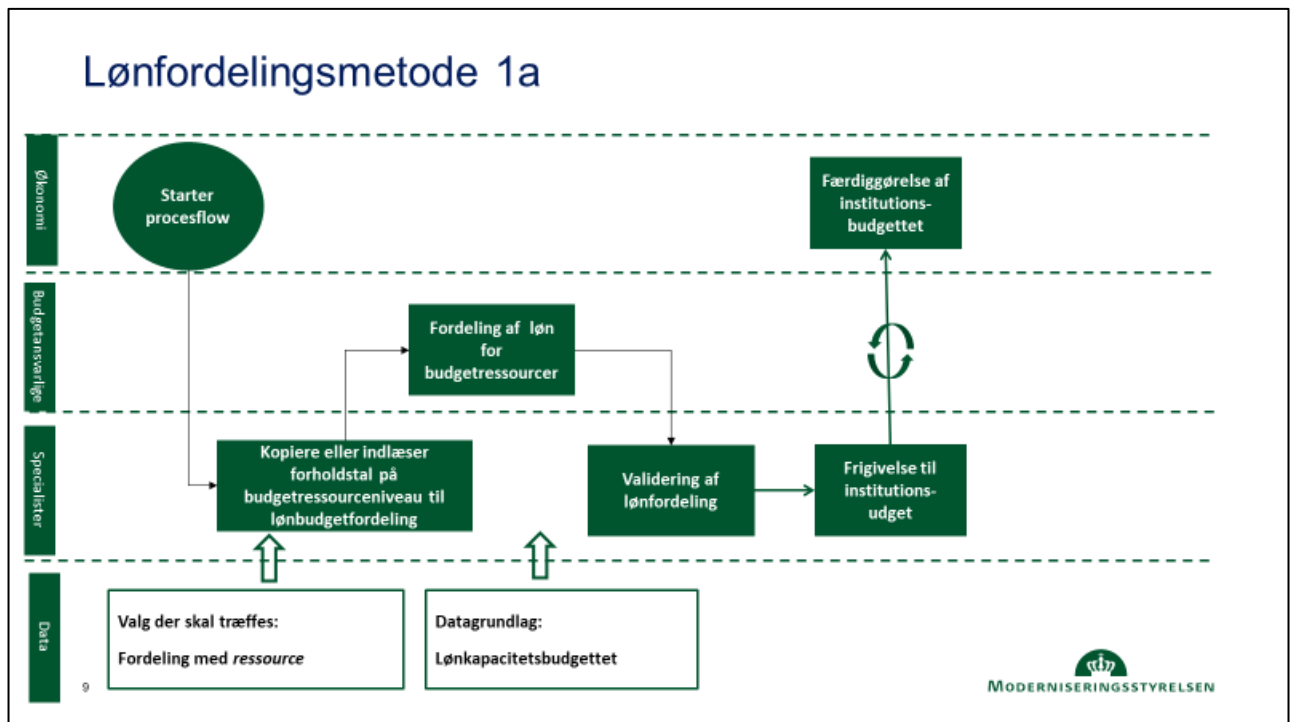 Lønfordelingsmetode 1a
Økonomi
Starter
procesflow
Færdiggørelse af
institutions-
budgettet
Budgetansvarlige
Fordeling af løn
for
budgetressourcer
Specialister
Kopiere eller indlæser
forholdstal på
budgetressourceniveau til
lønbudgetfordeling
Validering af
lønfordeling
Frigivelse til
institutions-
udget
Data
Valg der skal træffes:
Fordeling med ressource
Datagrundlag:
Lønkapacitetsbudgettet
9
MODERNISERINGSSTYRELSEN